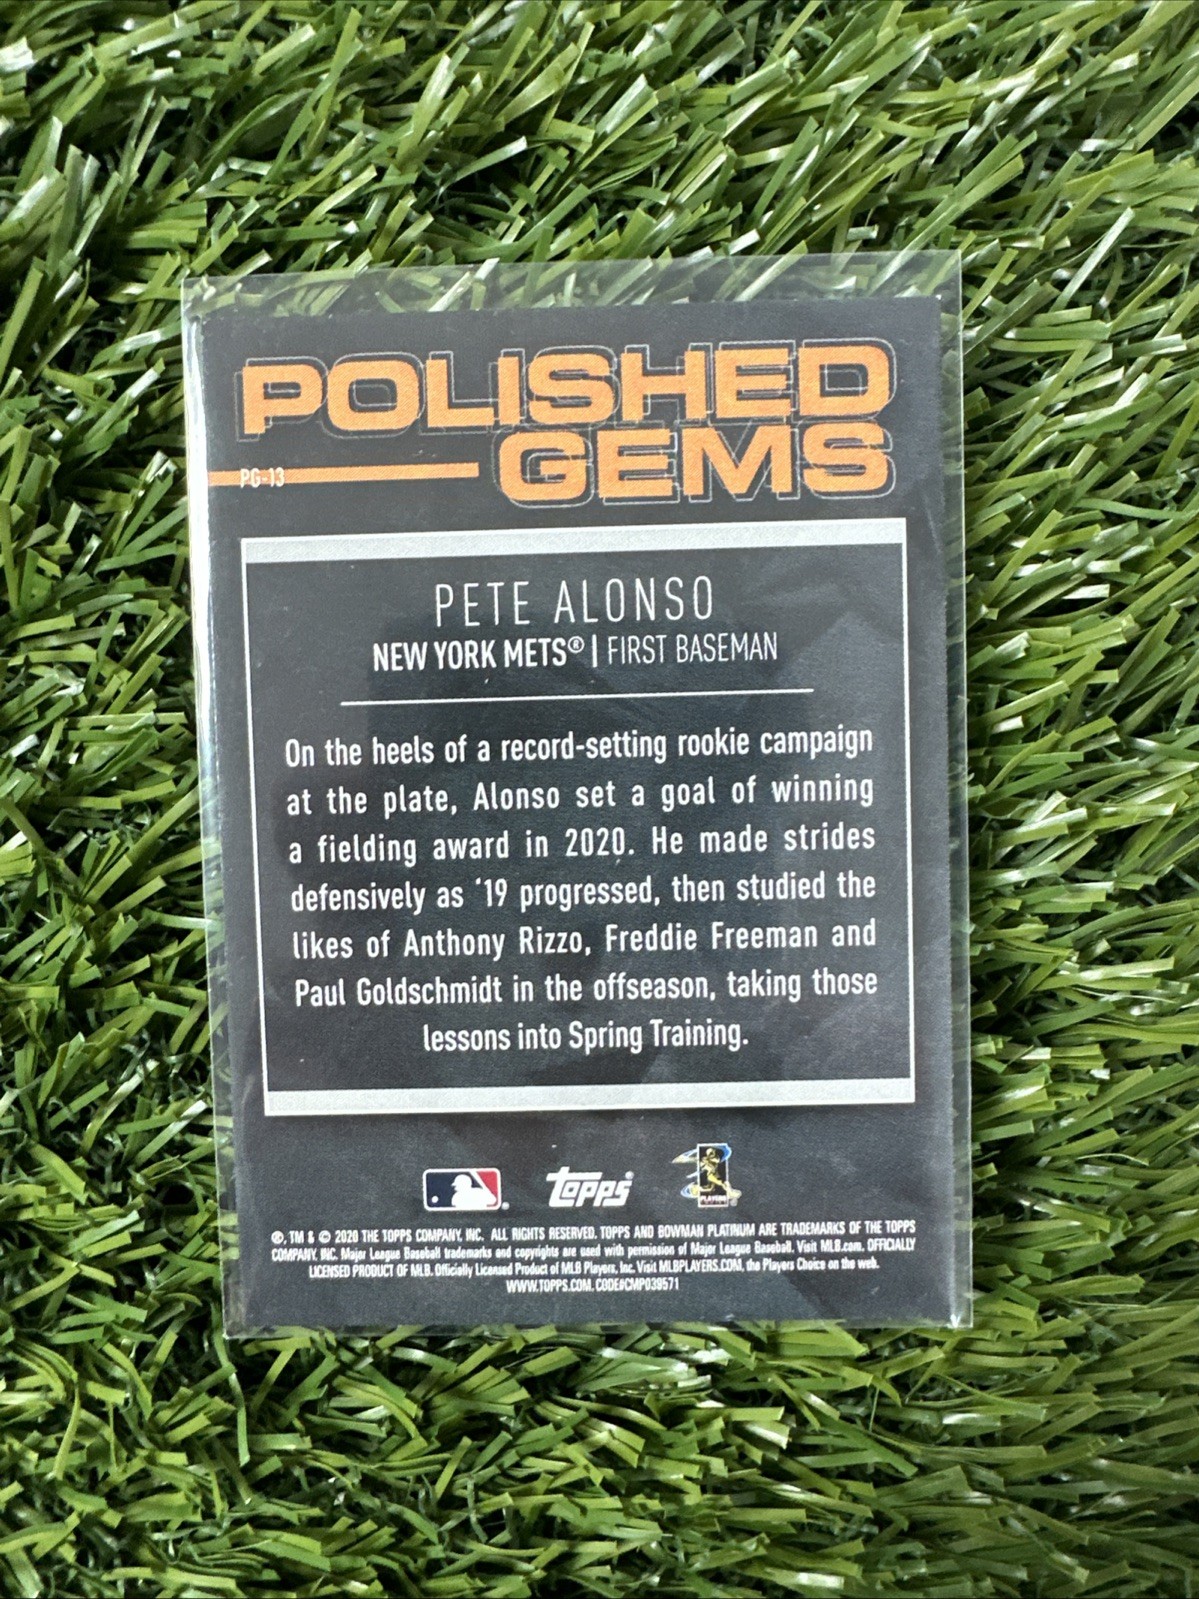 POLISHED
GEMS
PG-13
PETE ALONSO
NEW YORK METS® | FIRST BASEMAN
On the heels of a record-setting rookie campaign
at the plate, Alonso set a goal of winning
a fielding award in 2020. He made strides
defensively as '19 progressed, then studied the
likes of Anthony Rizzo, Freddie Freeman and
Paul Goldschmidt in the offseason, taking those
lessons into Spring Training.
topps
PLAYERS
®, TM & © 2020 THE TOPPS COMPANY, INC. ALL RIGHTS RESERVED. TOPPS AND BOWMAN PLATINUM ARE TRADEMARKS OF THE TOPPS
COMPANY, INC. Major League Baseball trademarks and copyrights are used with permission of Major League Baseball. Visit MLB.com. OFFICIALLY
LICENSED PRODUCT OF MLB. Officially Licensed Product of MLB Players, Inc. Visit MLBPLAYERS.COM, the Players Choice on the web.
WWW.TOPPS.COM. CODE#CMP039571